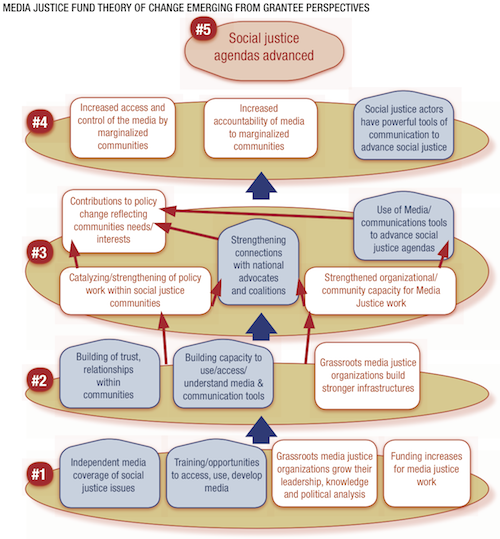 MEDIA JUSTICE FUND THEORY OF CHANGE EMERGING FROM GRANTEE PERSPECTIVES
#5
Social justice
agendas advanced
#4
Increased access and
control of the media by
marginalized
communities
Increased
accountability of media
to marginalized
communities
Social justice actors
have powerful tools of
communication to
advance social justice
#3
Contributions to policy
change reflecting
communities needs/
interests
Strengthening
connections
with national
advocates
and coalitions
Use of Media/
communications tools
to advance social
justice agendas
Catalyzing/strengthening of policy
work within social justice
communities
Strengthened organizational/
community capacity for Media
Justice work
#2
Building of trust,
relationships
within
communities
Building capacity to
use/access/
understand media &
communication tools
Grassroots media justice
organizations build
stronger infrastructures
#1
Independent media
coverage of social
justice issues
Training/opportunities
to access, use, develop
media
Grassroots media justice
organizations grow their
leadership, knowledge
and political analysis
Funding increases
for media justice
work